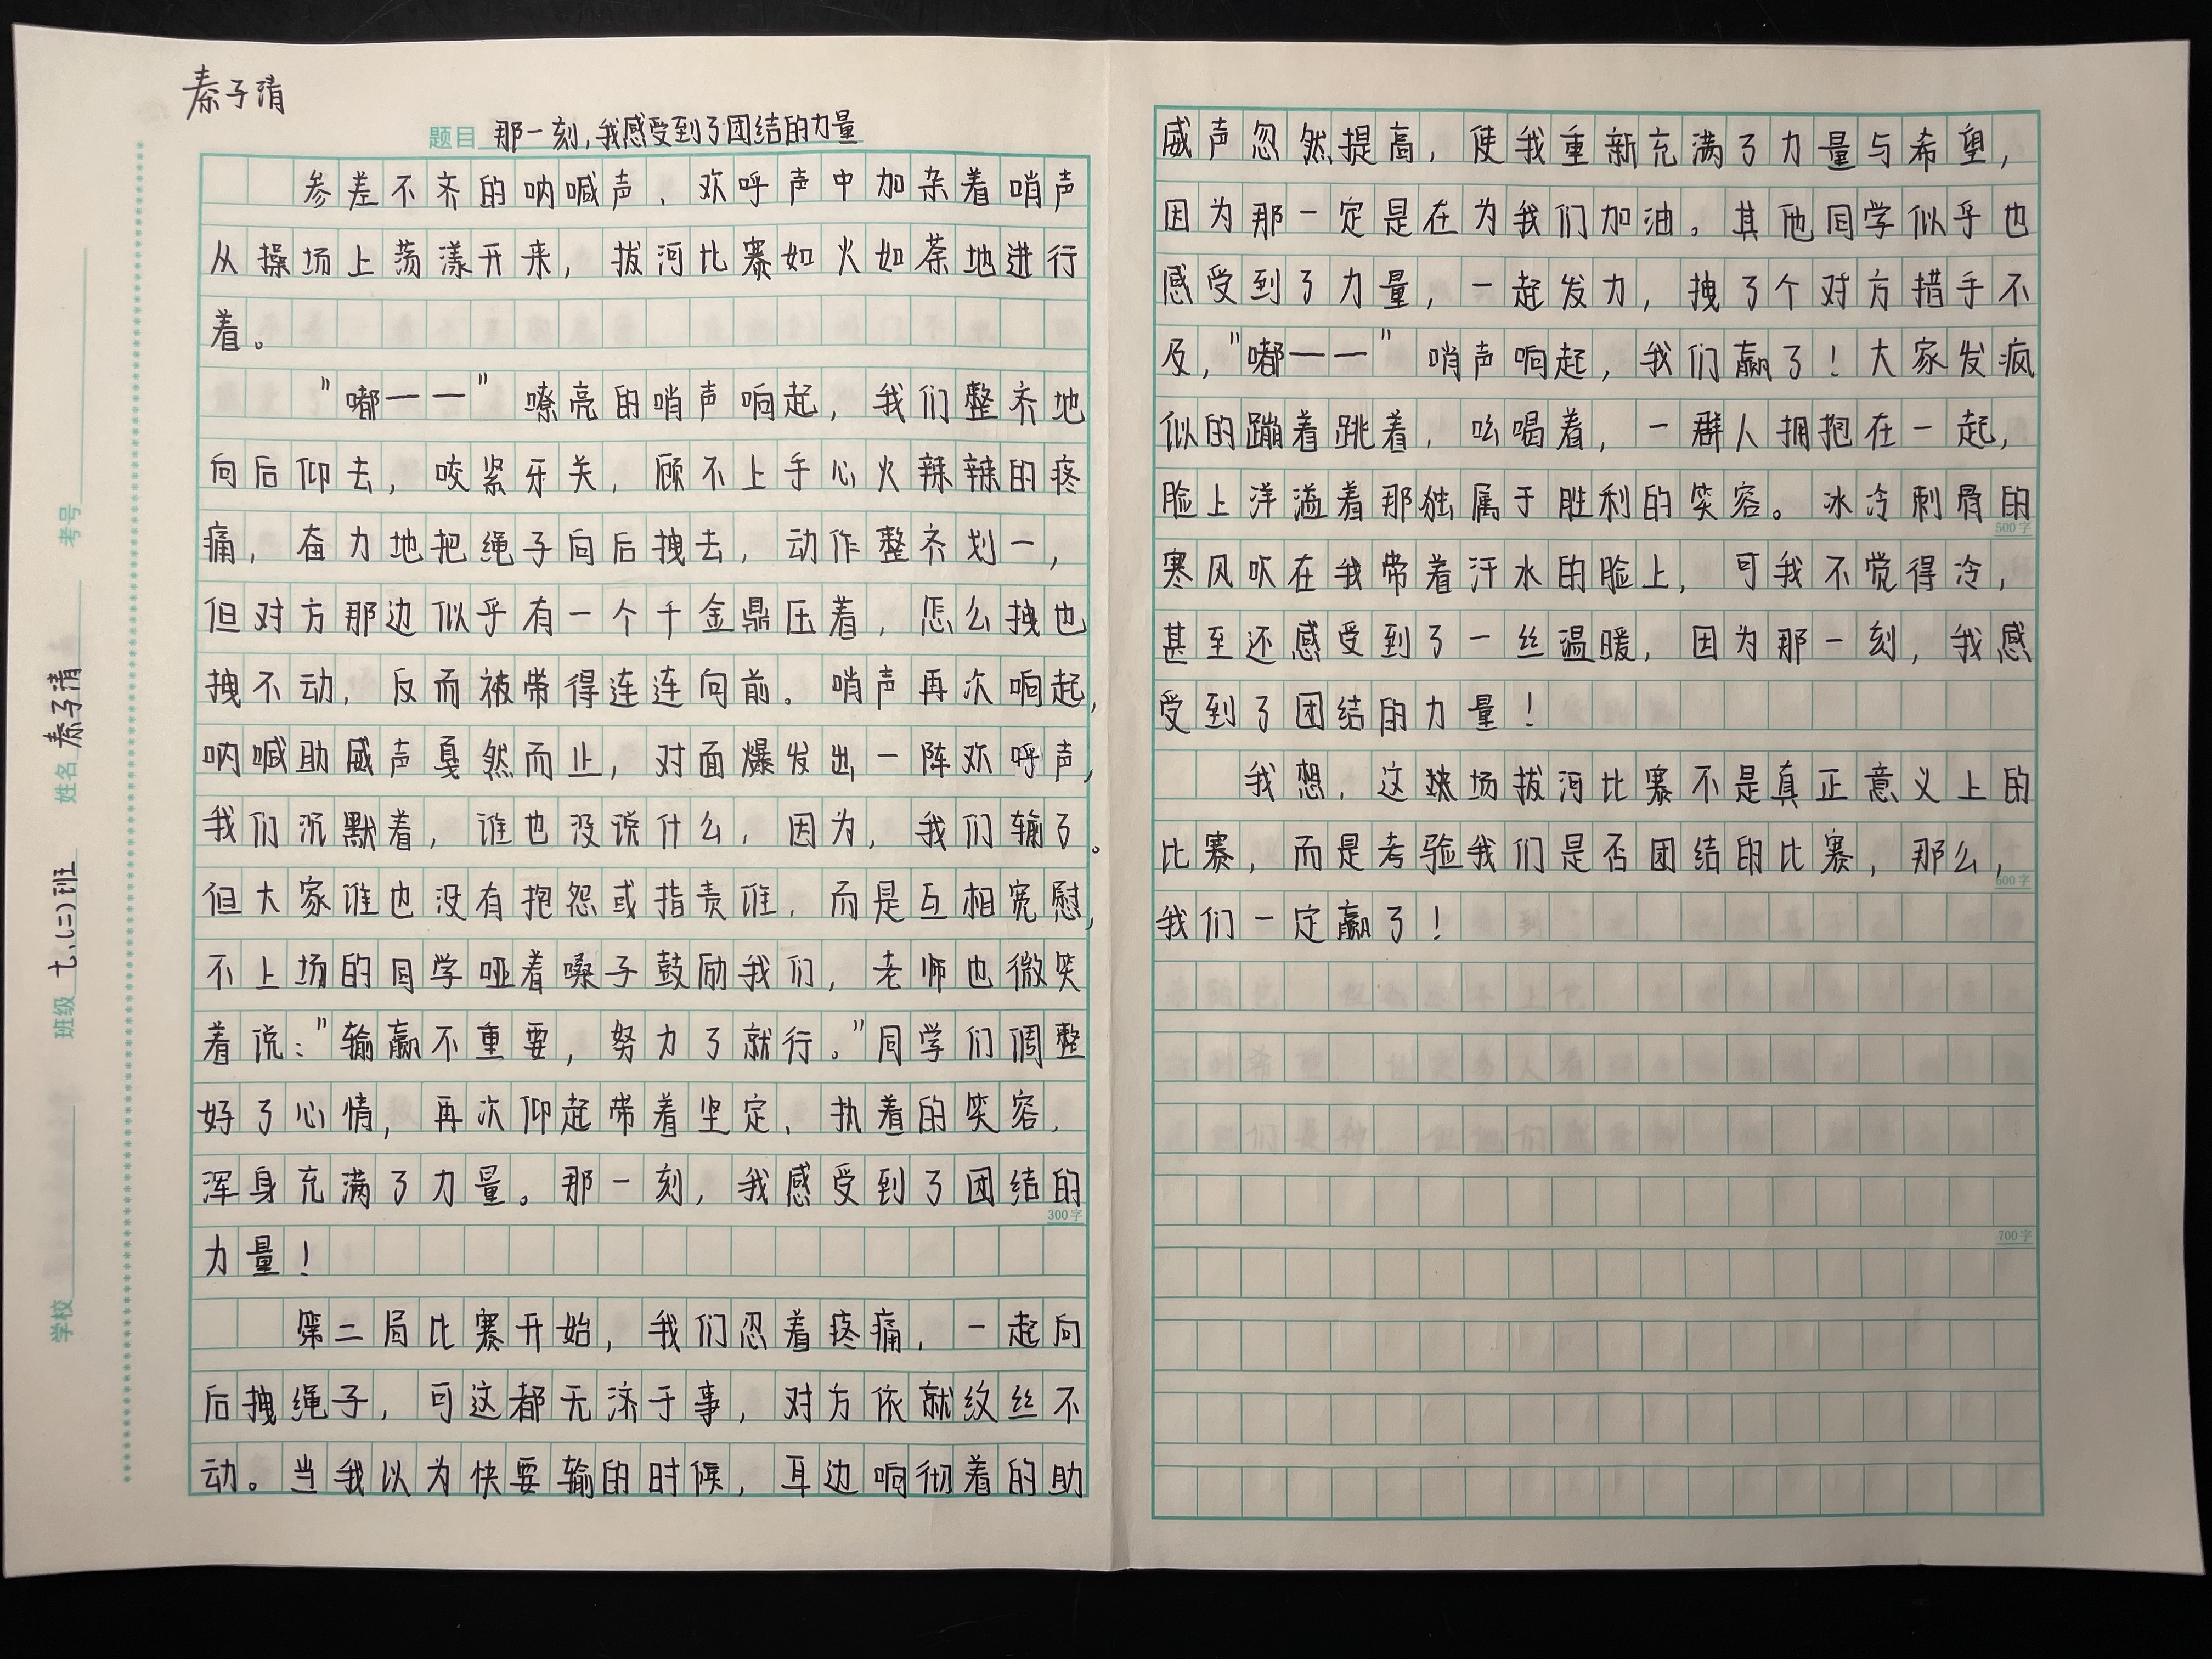 秦子清
题目 那一刻，我感受到了团结的力量
参差不齐的呐喊声、欢呼声中加杂着哨声
从操场上荡漾开来，拔河比赛如火如荼地进行
着。
"嘟——"嘹亮的哨声响起，我们整齐地
向后仰去，咬紧牙关，顾不上手心火辣辣的疼
痛，奋力地把绳子向后拽去，动作整齐划一，
但对方那边似乎有一个千金鼎压着，怎么拽也
拽不动，反而被带得连连向前。哨声再次响起，
呐喊助威声戛然而止，对面爆发出一阵欢呼声，
我们沉默着，谁也没说什么，因为，我们输了。
但大家谁也没有抱怨或指责谁，而是互相宽慰，
不上场的同学哑着嗓子鼓励我们，老师也微笑
着说："输赢不重要，努力了就行。"同学们调整
好了心情，再次仰起带着坚定、执着的笑容，
浑身充满了力量。那一刻，我感受到了团结的
300字
力量！
第二局比赛开始，我们忍着疼痛，一起向
后拽绳子，可这都无济于事，对方依就纹丝不
动。当我以为快要输的时候，耳边响彻着的助
威声忽然提高，使我重新充满了力量与希望，
因为那一定是在为我们加油。其他同学似乎也
感受到了力量，一起发力，拽了个对方措手不
及，"嘟——"哨声响起，我们赢了！大家发疯
似的蹦着跳着，吆喝着，一群人拥抱在一起，
脸上洋溢着那独属于胜利的笑容。冰冷刺骨的
500字
寒风吹在我带着汗水的脸上，可我不觉得冷，
甚至还感受到了一丝温暖，因为那一刻，我感
受到了团结的力量！
我想，这场拔河比赛不是真正意义上的
比赛，而是考验我们是否团结的比赛，那么，
600字
我们一定赢了！
700字
学校
班级 七、(三)班
姓名 秦子清
考号